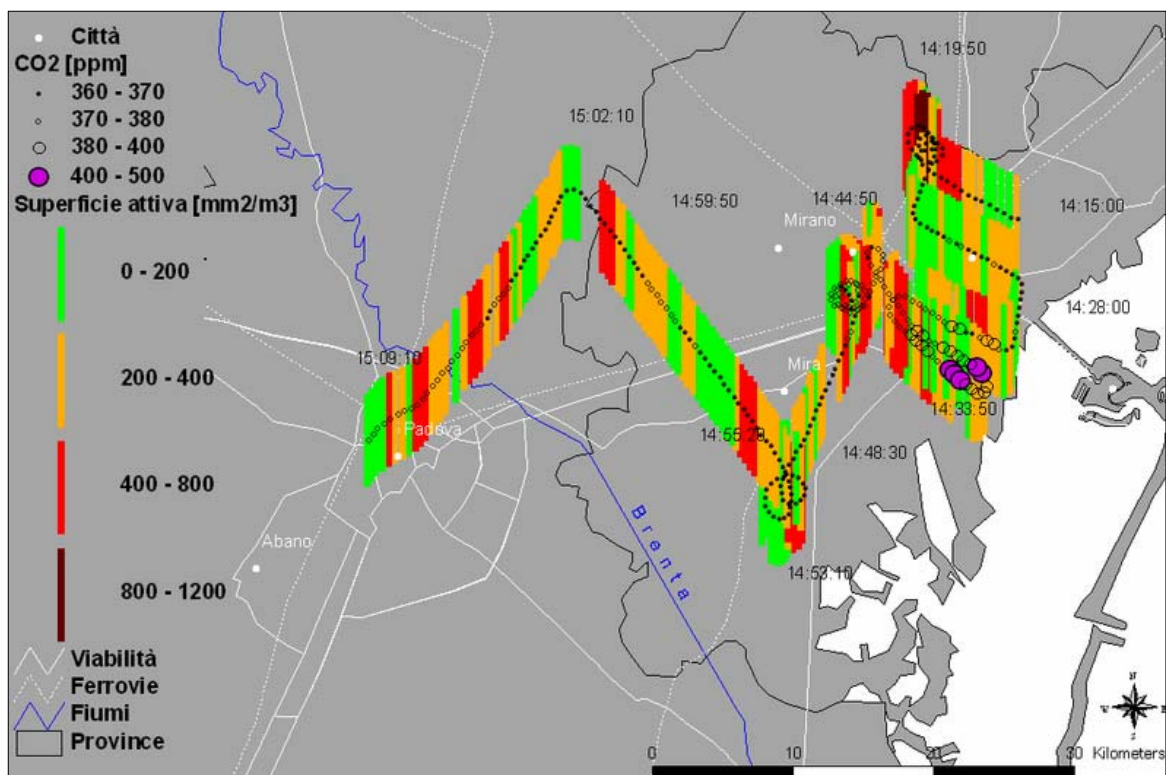 Città
CO2 [ppm]
360 - 370
370 - 380
380 - 400
400 - 500
Superficie attiva [mm2/m3]
0 - 200
200 - 400
400 - 800
800 - 1200
Viabilità
Ferrovie
Fiumi
Province
14:19:50
15:02:10
14:59:50
14:44:50
14:15:00
Mirano
14:28:00
15:09:10
Mira
14:33:50
Padova
14:55:20
14:48:30
Abano
Brenta
14:53:10
0 10 20 30 Kilometers